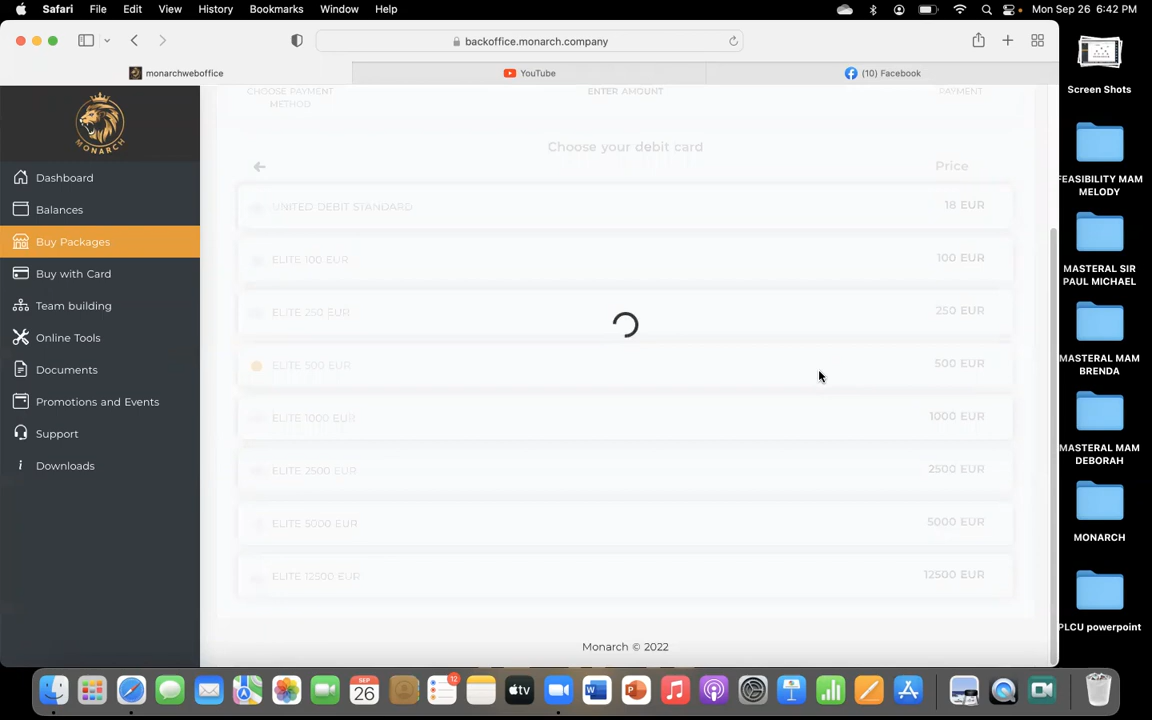 Safari File Edit View History Bookmarks Window Help Mon Sep 26 6:42 PM
backoffice.monarch.company
monarchweboffice YouTube (10) Facebook
MONARCH
Dashboard
Balances
Buy Packages
Buy with Card
Team building
Online Tools
Documents
Promotions and Events
Support
Downloads
CHOOSE PAYMENT
METHOD
ENTER AMOUNT
PAYMENT
Choose your debit card
Price
UNITED DEBIT STANDARD 18 EUR
ELITE 100 EUR 100 EUR
ELITE 250 EUR 250 EUR
ELITE 500 EUR 500 EUR
ELITE 1000 EUR 1000 EUR
ELITE 2500 EUR 2500 EUR
ELITE 5000 EUR 5000 EUR
ELITE 12500 EUR 12500 EUR
Monarch © 2022
Screen Shots
FEASIBILITY MAM
MELODY
MASTERAL SIR
PAUL MICHAEL
MASTERAL MAM
BRENDA
MASTERAL MAM
DEBORAH
MONARCH
PLCU powerpoint
SEP
26
tv
12